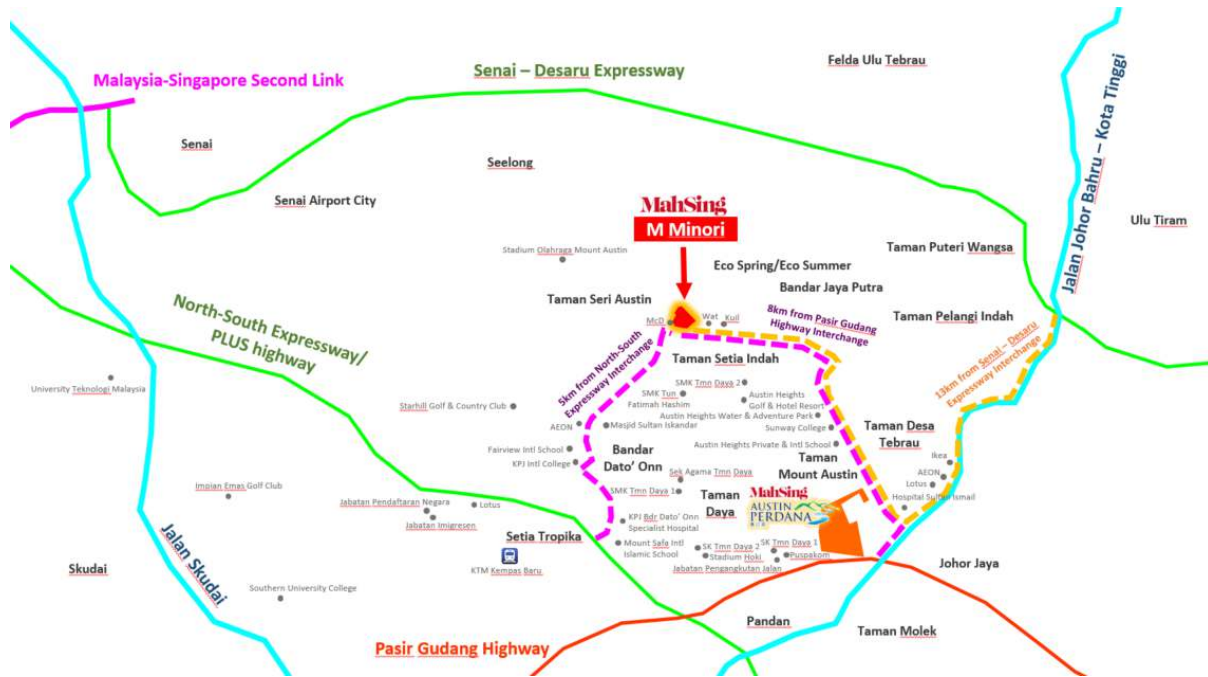 Malaysia-Singapore Second Link
Senai – Desaru Expressway
Felda Ulu Tebrau
Senai
Seelong
Senai Airport City
MahSing
M Minori
Jalan Johor Bahru – Kota Tinggi
Ulu Tiram
Taman Puteri Wangsa
Stadium Olahraga Mount Austin
Eco Spring/Eco Summer
Bandar Jaya Putra
Taman Seri Austin
McD
Wat
Kuil
8km from Pasir Gudang
Highway Interchange
Taman Pelangi Indah
North-South Expressway/
PLUS highway
5km from North-South
Expressway Interchange
Taman Setia Indah
13km from Senai – Desaru
Expressway Interchange
University Teknologi Malaysia
SMK Tmn Daya 2
SMK Tun
Fatimah Hashim
Austin Heights
Golf & Hotel Resort
Starhill Golf & Country Club
Austin Heights Water & Adventure Park
AEON
Masjid Sultan Iskandar
Sunway College
Taman Desa
Tebrau
Fairview Intl School
Bandar
Dato' Onn
Austin Heights Private & Intl School
KPJ Intl College
Taman
Mount Austin
Ikea
AEON
Lotus
Hospital Sultan Ismail
Sek Agama Tmn Daya
SMK Tmn Daya 1
Impian Emas Golf Club
Jabatan Pendaftaran Negara
Lotus
Jabatan Imigresen
Taman
Daya
MahSing
AUSTIN
PERDANA
KPJ Bdr Dato' Onn
Specialist Hospital
Setia Tropika
Mount Safa Intl
Islamic School
SK Tmn Daya 2
SK Tmn Daya 1
Stadium Hoki
Puspakom
Jabatan Pengangkutan Jalan
KTM Kempas Baru
Johor Jaya
Skudai
Jalan Skudai
Southern University College
Pandan
Taman Molek
Pasir Gudang Highway